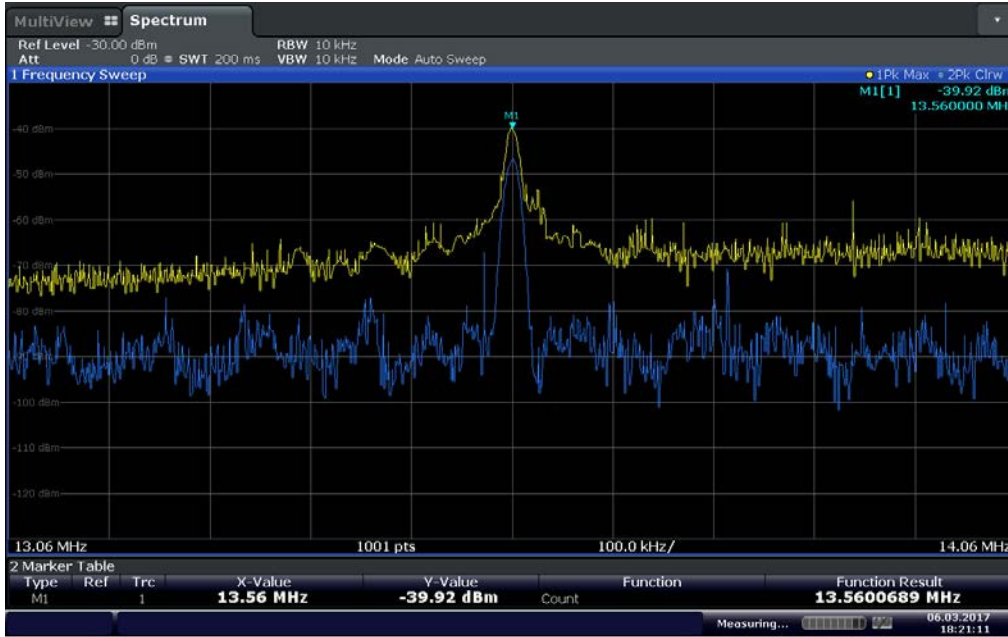 MultiView Spectrum
Ref Level -30.00 dBm RBW 10 kHz
Att 0 dB SWT 200 ms VBW 10 kHz Mode Auto Sweep
1 Frequency Sweep 1Pk Max 2Pk Clrw
M1[1] -39.92 dBm
13.560000 MH
M1
-40 dBm
-50 dBm
-60 dBm
-70 dBm
-80 dBm
-90 dBm
-100 dBm
-110 dBm
-120 dBm
13.06 MHz 1001 pts 100.0 kHz/ 14.06 MHz
2 Marker Table
Type Ref Trc X-Value Y-Value Function Function Result
M1 1 13.56 MHz -39.92 dBm Count 13.5600689 MHz
Measuring... 06.03.2017
18:21:11